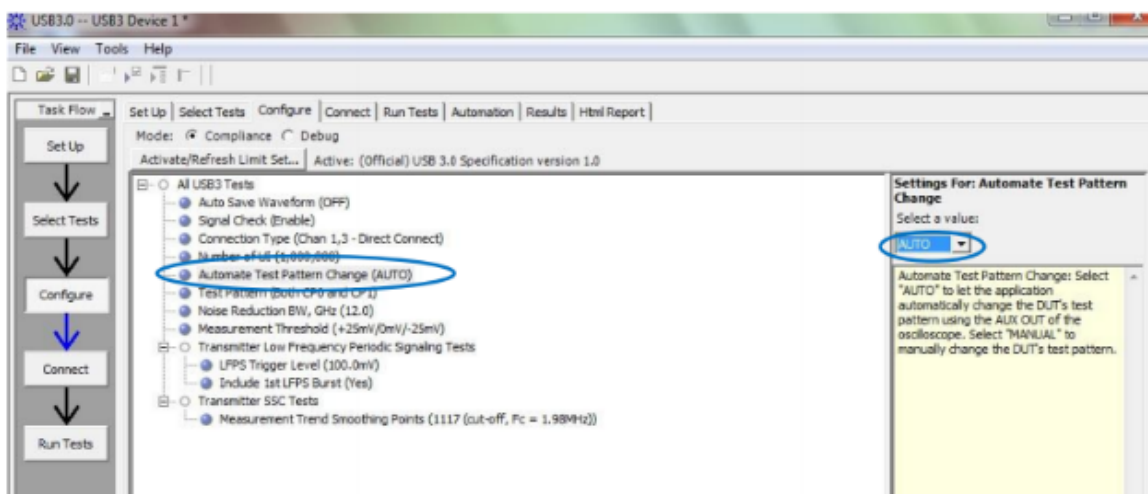 USB3.0 -- USB3 Device 1 *
File View Tools Help
Task Flow
Set Up | Select Tests | Configure | Connect | Run Tests | Automation | Results | Html Report |
Mode: Compliance Debug
Activate/Refresh Limit Set... Active: (Official) USB 3.0 Specification version 1.0
Set Up
Select Tests
Configure
Connect
Run Tests
All USB3 Tests
Auto Save Waveform (OFF)
Signal Check (Enable)
Connection Type (Chan 1,3 - Direct Connect)
Number of UI (1,000,000)
Automate Test Pattern Change (AUTO)
Test Pattern (Both CP0 and CP1)
Noise Reduction BW, GHz (12.0)
Measurement Threshold (+25mV/0mV/-25mV)
Transmitter Low Frequency Periodic Signaling Tests
LFPS Trigger Level (100.0mV)
Include 1st LFPS Burst (Yes)
Transmitter SSC Tests
Measurement Trend Smoothing Points (1117 (cut-off, Fc = 1.98MHz))
Settings For: Automate Test Pattern
Change
Select a value:
AUTO
Automate Test Pattern Change: Select
"AUTO" to let the application
automatically change the DUT's test
pattern using the AUX OUT of the
oscilloscope. Select "MANUAL" to
manually change the DUT's test pattern.